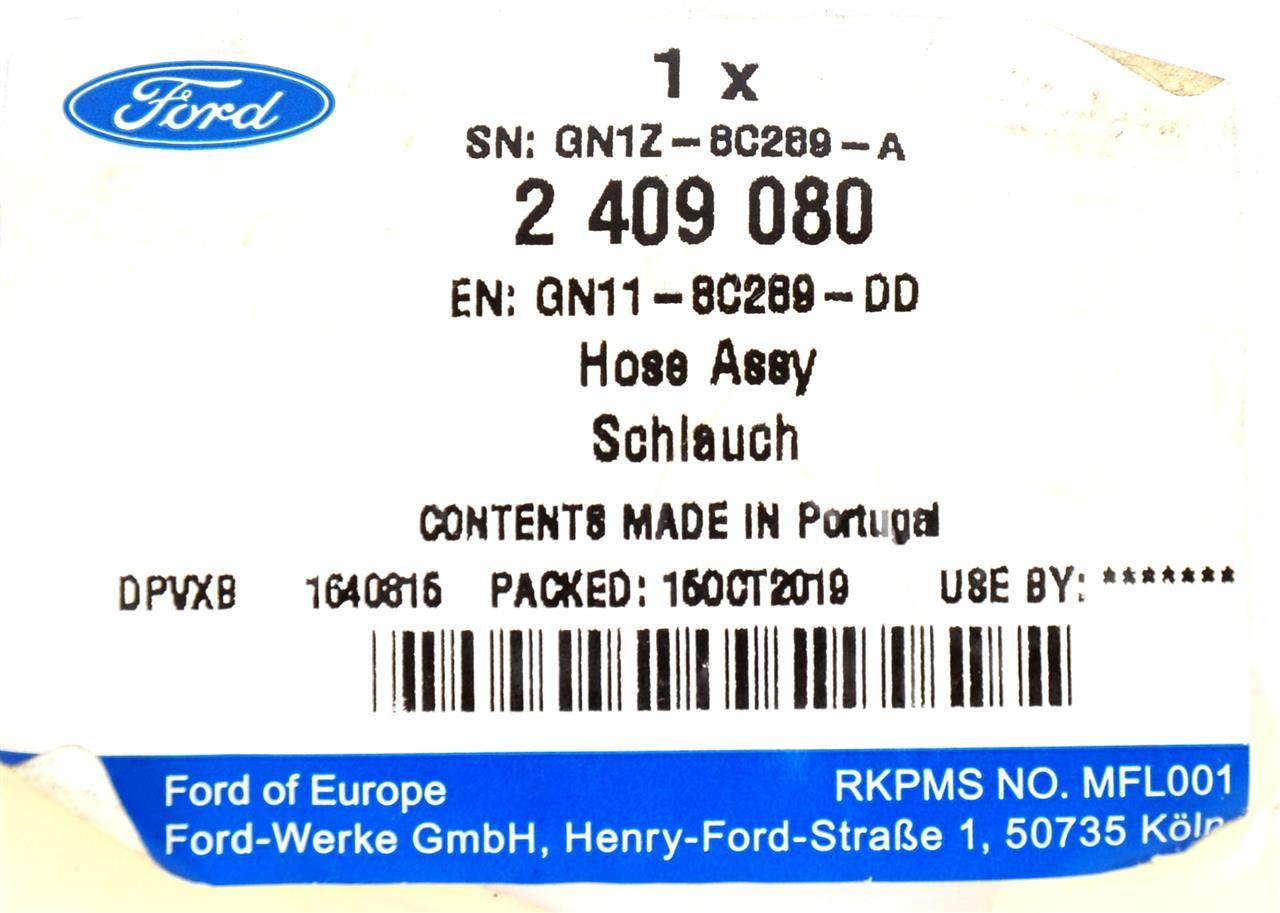 Ford
1 x
SN: GN1Z-8C289-A
2 409 080
EN: GN11-8C289-DD
Hose Assy
Schlauch
CONTENTS MADE IN Portugal
DPVXB 1640815 PACKED: 15OCT2019 USE BY: *******
Ford of Europe RKPMS NO. MFL001
Ford-Werke GmbH, Henry-Ford-Straße 1, 50735 Köln